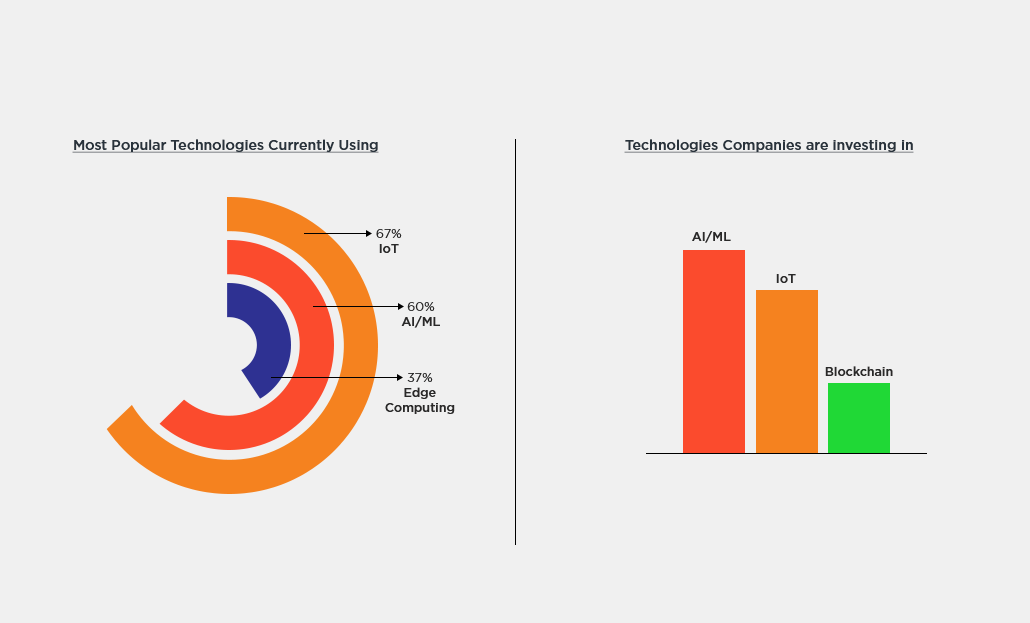 Most Popular Technologies Currently Using
67%
IoT
60%
AI/ML
37%
Edge
Computing
Technologies Companies are investing in
AI/ML
IoT
Blockchain